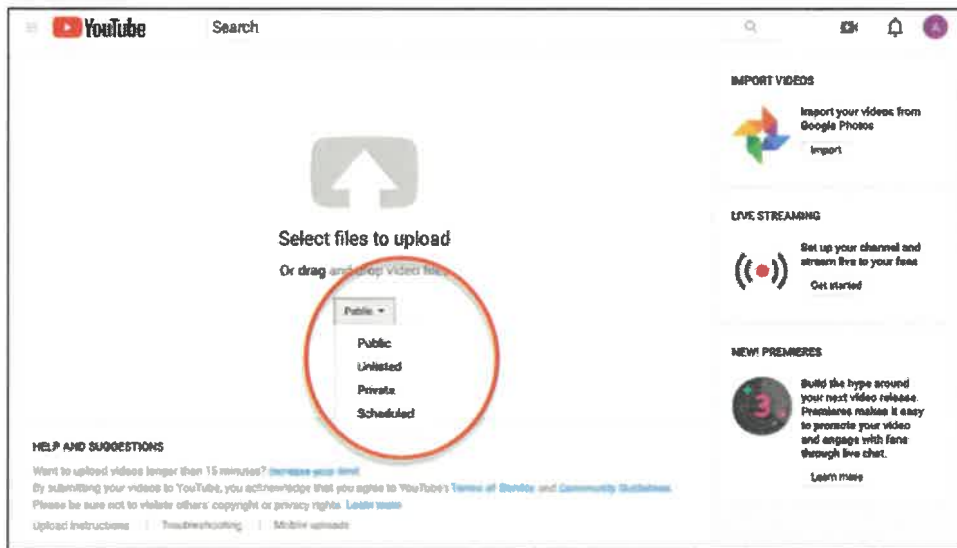 YouTube
Search
A
Select files to upload
Or drag and drop video files
Public
Public
Unlisted
Private
Scheduled
IMPORT VIDEOS
Import your videos from
Google Photos
Import
LIVE STREAMING
Set up your channel and
stream live to your fans
Get started
NEW! PREMIERES
3
Build the hype around
your next video release.
Premieres makes it easy
to promote your video
and engage with fans
through live chat.
Learn more
HELP AND SUGGESTIONS
Want to upload videos longer than 15 minutes? Increase your limit
By submitting your videos to YouTube, you acknowledge that you agree to YouTube's Terms of Service and Community Guidelines.
Please be sure not to violate others' copyright or privacy rights. Learn more
Upload instructions | Troubleshooting | Mobile uploads